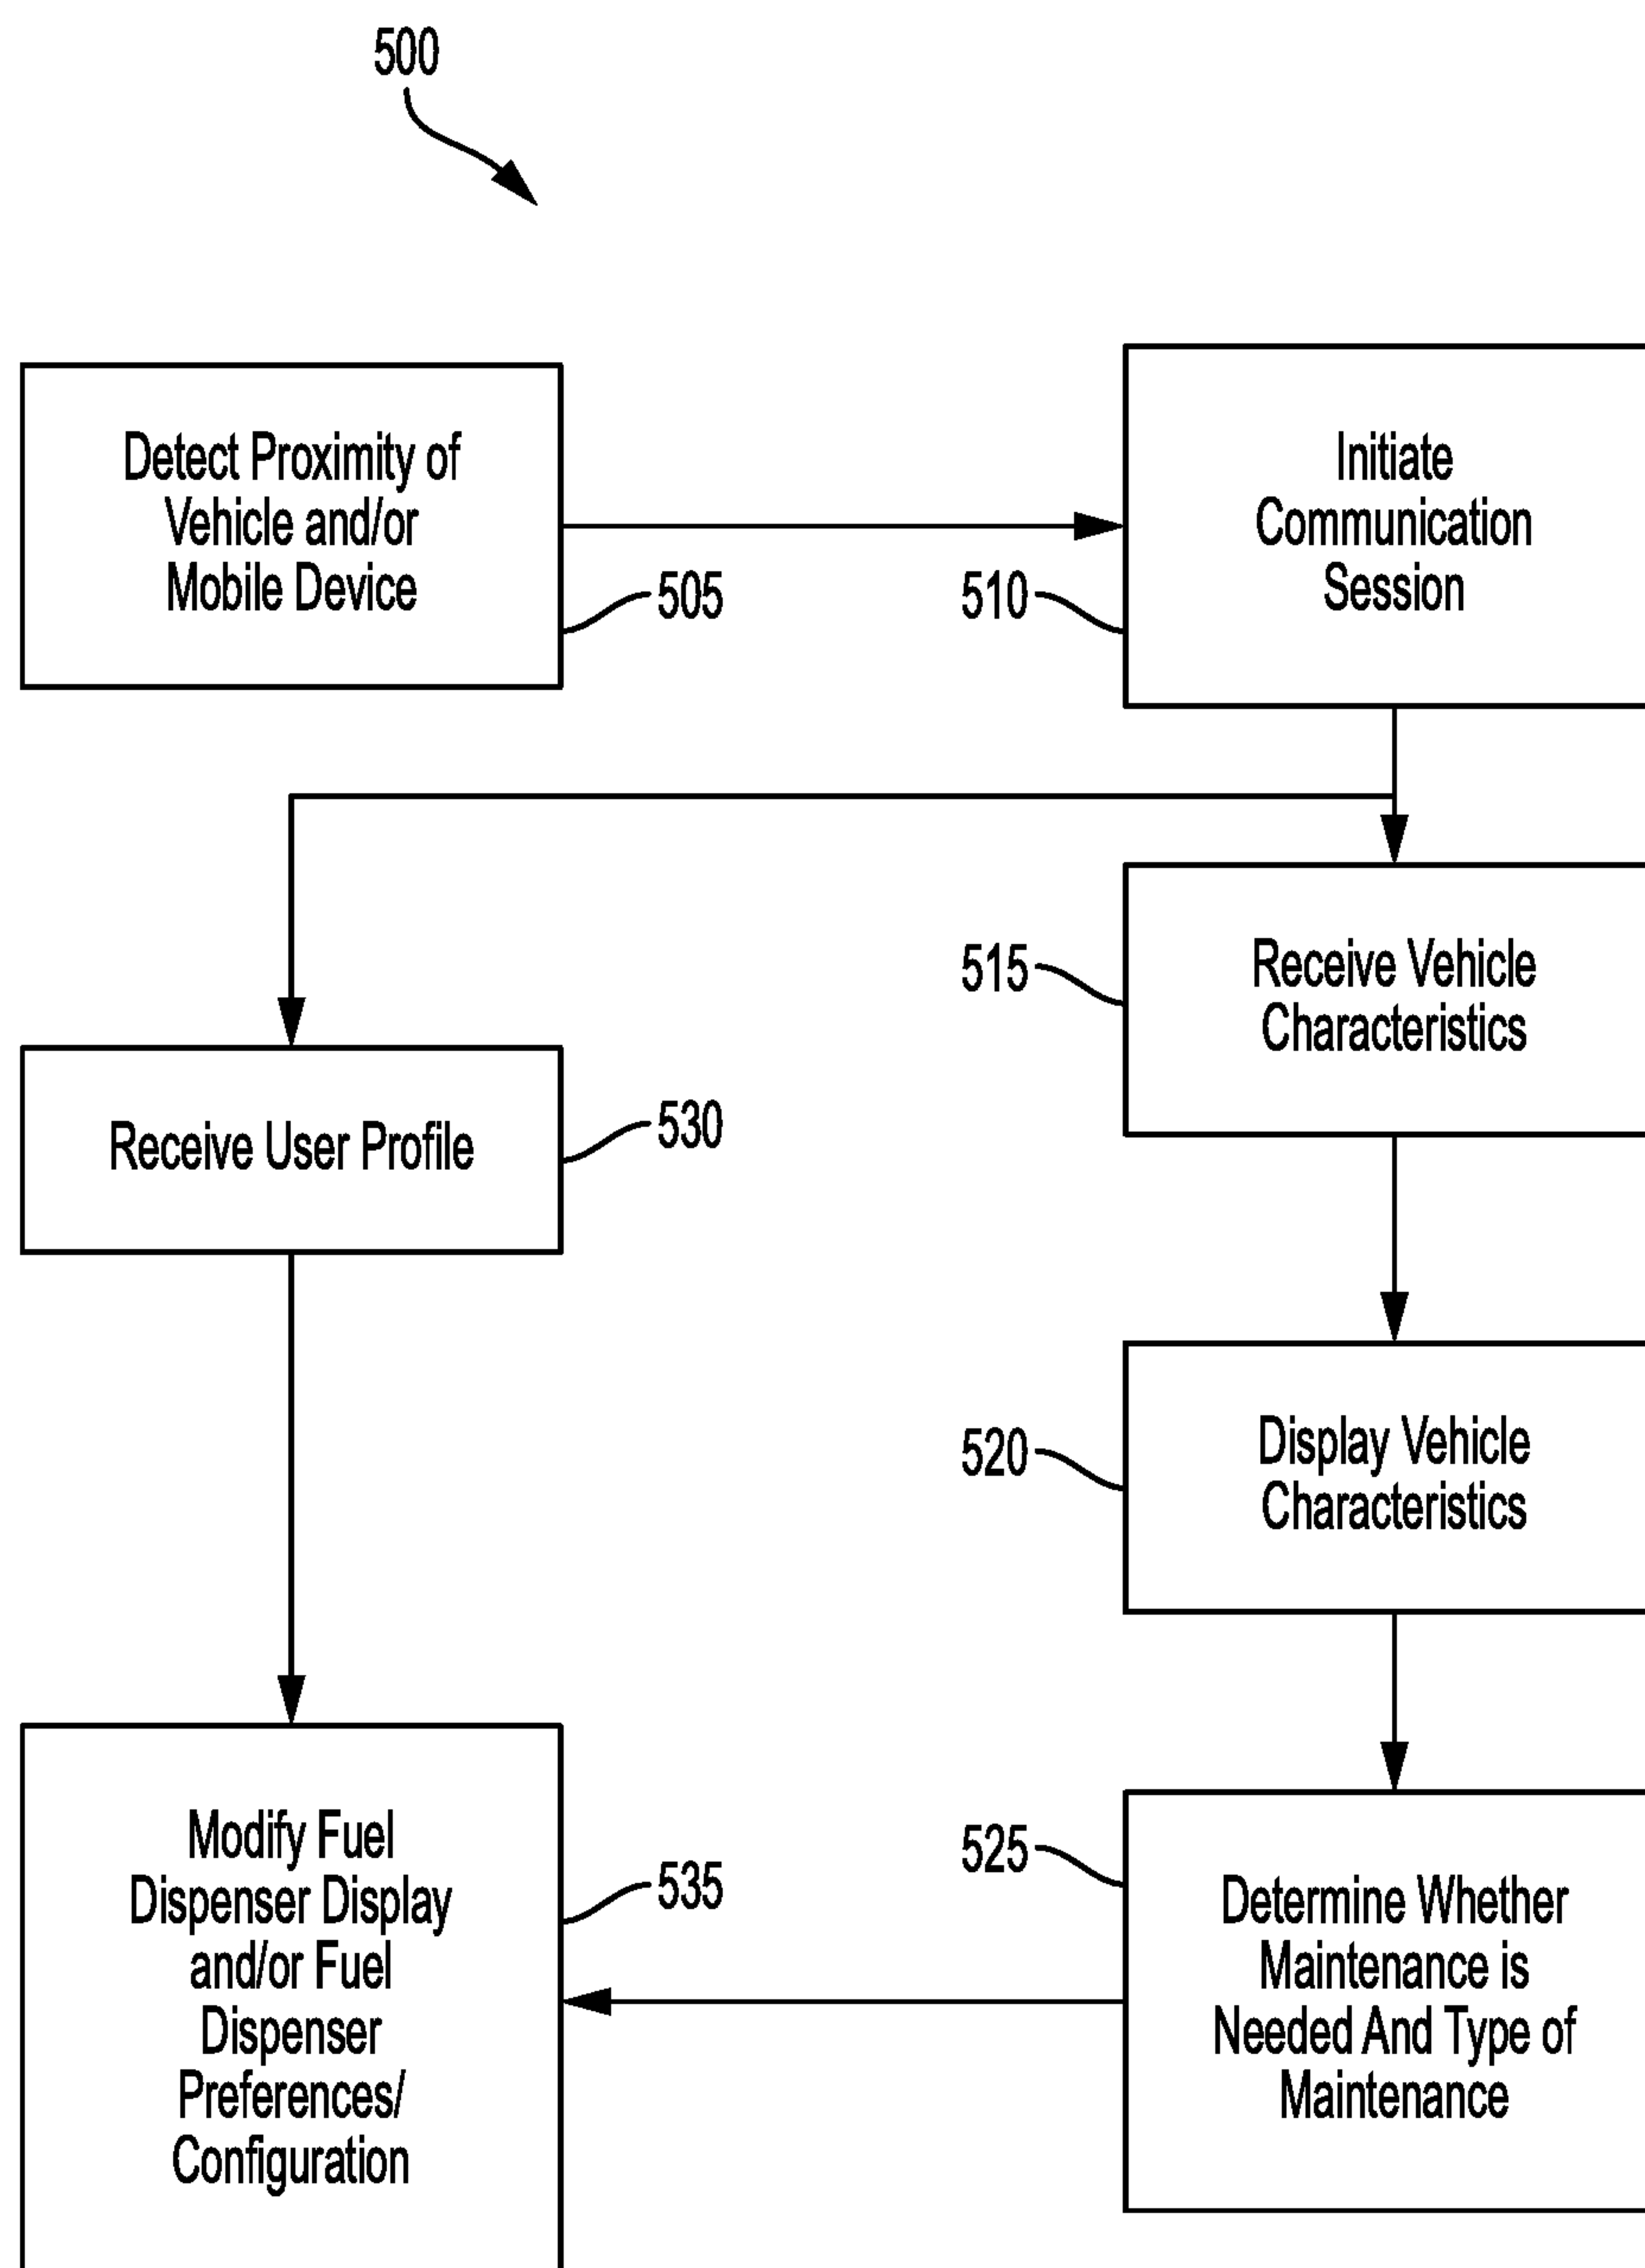 500
Detect Proximity of
Vehicle and/or
Mobile Device
505
510
Initiate
Communication
Session
515
Receive Vehicle
Characteristics
Receive User Profile
530
520
Display Vehicle
Characteristics
Modify Fuel
Dispenser Display
and/or Fuel
Dispenser
Preferences/
Configuration
535
525
Determine Whether
Maintenance is
Needed And Type of
Maintenance